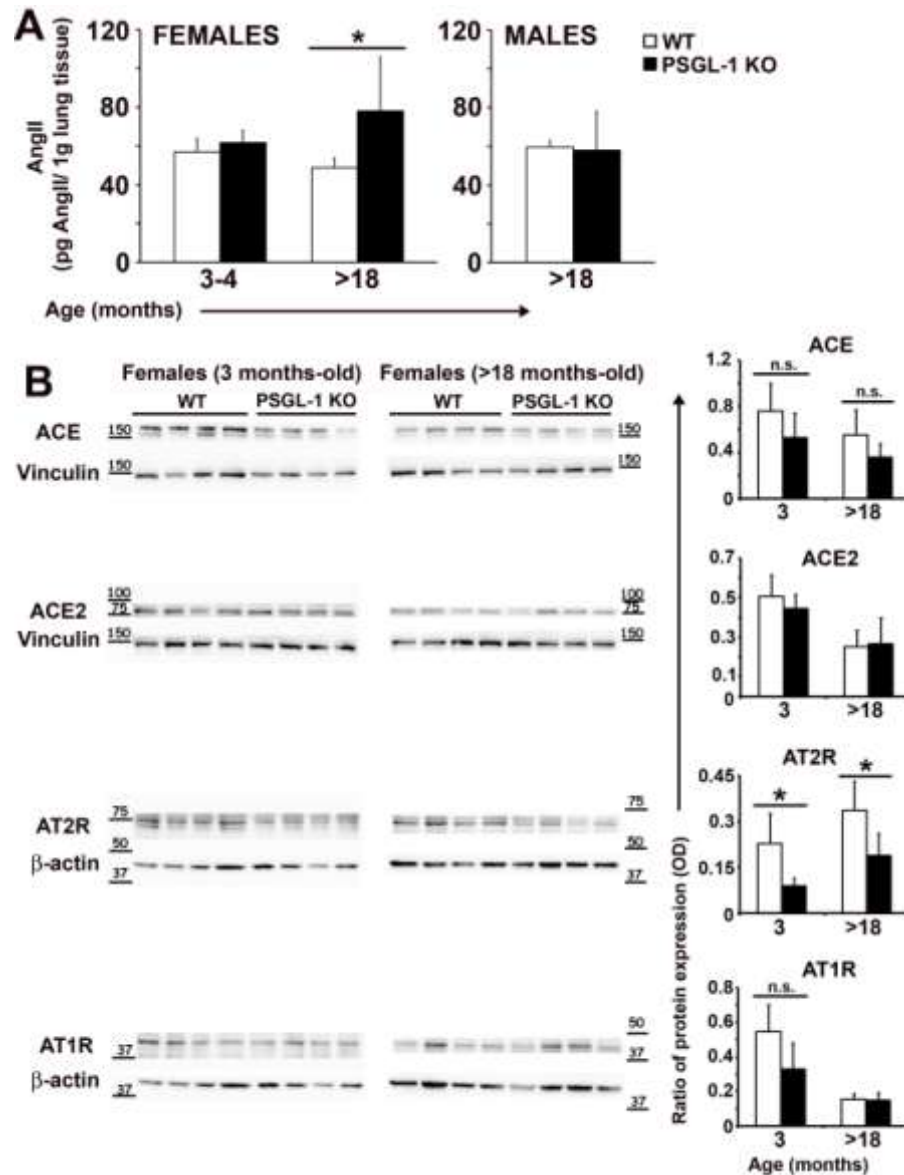 A
FEMALES
MALES
WT
PSGL-1 KO
*
AngII
(pg AngII/ 1g lung tissue)
120
80
40
0
120
80
40
0
3-4
>18
>18
Age (months)
B
Females (3 months-old)
Females (>18 months-old)
WT
PSGL-1 KO
WT
PSGL-1 KO
ACE
150
150
Vinculin
150
150
ACE2
100
75
100
75
Vinculin
150
150
AT2R
75
50
75
50
β-actin
37
37
AT1R
37
50
37
β-actin
37
37
Ratio of protein expression (OD)
ACE
1.2
0.8
0.4
0
n.s.
n.s.
3
>18
ACE2
0.7
0.5
0.3
0.1
0
3
>18
AT2R
0.45
0.3
0.15
0
*
*
3
>18
AT1R
0.8
0.6
0.4
0.2
0
n.s.
3
>18
Age (months)